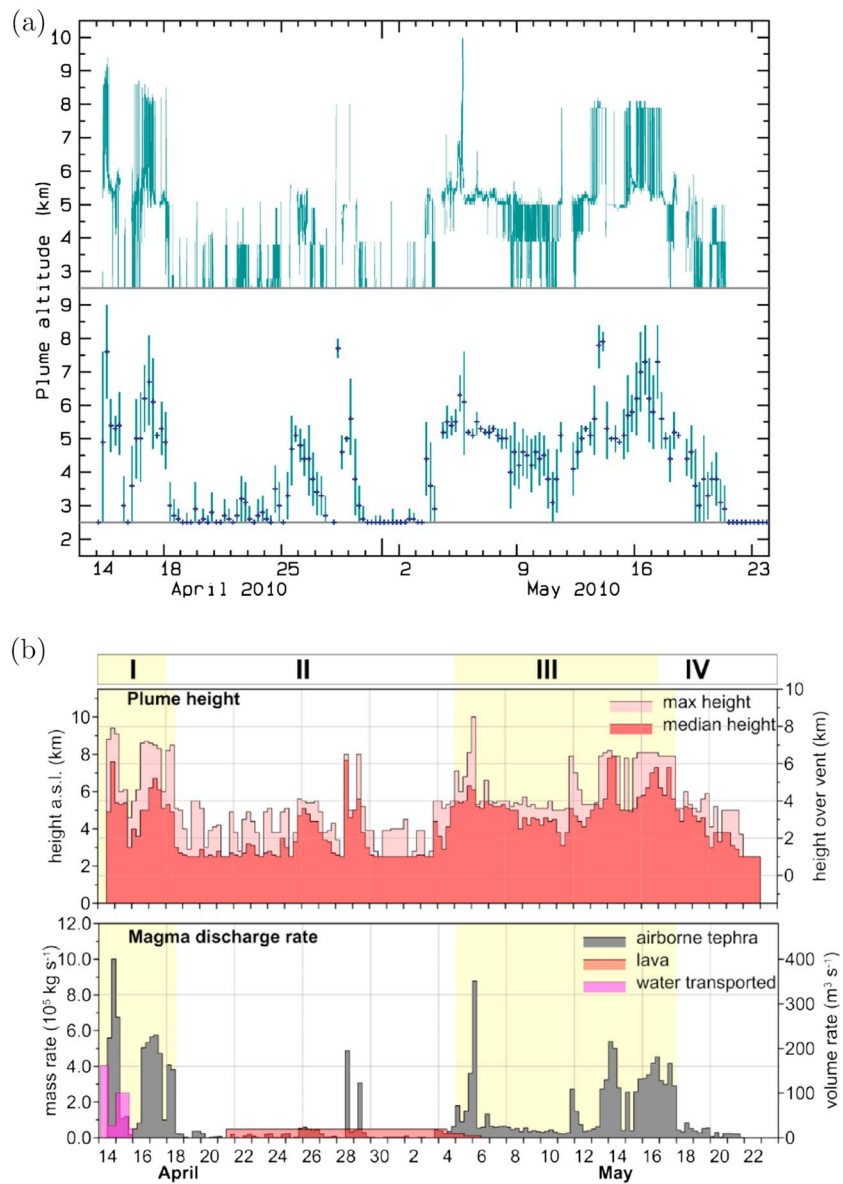 (a)
10
9
8
7
6
5
4
3
9
8
7
6
5
4
3
2
Plume altitude (km)
14 18 25 2 9 16 23
April 2010 May 2010
(b)
I II III IV
Plume height
max height
median height
10
8
6
4
2
0
height a.s.l. (km)
10
8
6
4
2
0
height over vent (km)
Magma discharge rate
airborne tephra
lava
water transported
12.0
10.0
8.0
6.0
4.0
2.0
0.0
mass rate (10⁵ kg s⁻¹)
400
300
200
100
0
volume rate (m³ s⁻¹)
14 16 18 20 22 24 26 28 30 2 4 6 8 10 12 14 16 18 20 22
April May